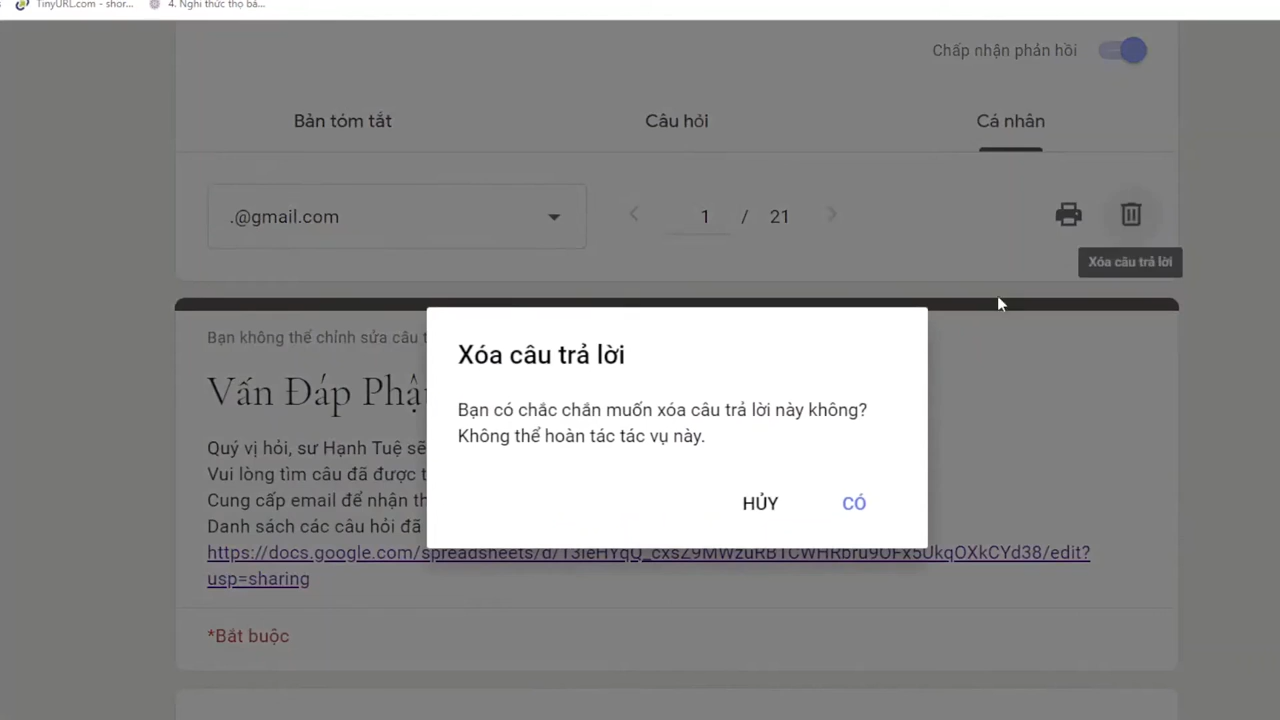 TinyURL.com - shor...
4. Nghi thức thọ bá...
Chấp nhận phản hồi
Bản tóm tắt
Câu hỏi
Cá nhân
.@gmail.com
1 / 21
Xóa câu trả lời
Bạn không thể chỉnh sửa câu t
Vấn Đáp Phậ
Quý vị hỏi, sư Hạnh Tuệ sẽ
Vui lòng tìm câu đã được t
Cung cấp email để nhận th
Danh sách các câu hỏi đã
Xóa câu trả lời
Bạn có chắc chắn muốn xóa câu trả lời này không?
Không thể hoàn tác tác vụ này.
HỦY
CÓ
usp=sharing
*Bắt buộc